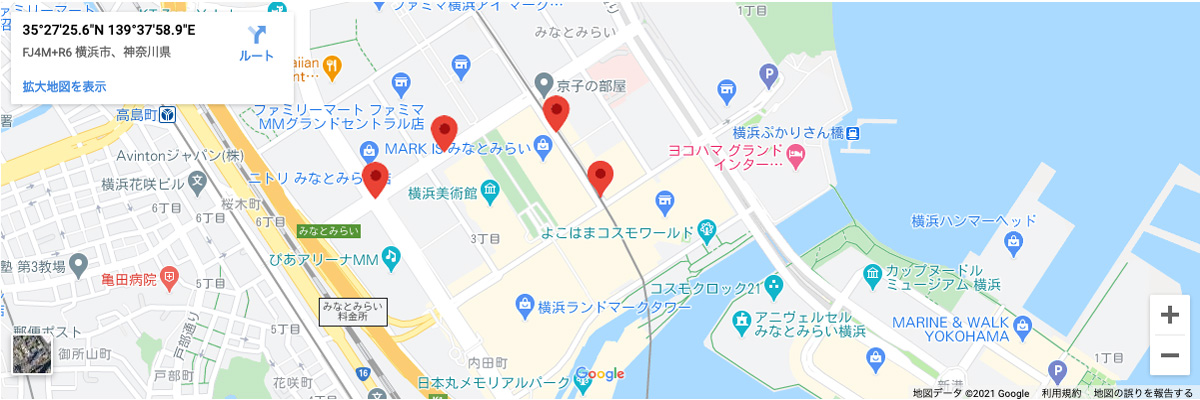 ファミリーマート
ファミマ横浜アイ マーク…
35°27'25.6"N 139°37'58.9"E
FJ4M+R6 横浜市、神奈川県
ルート
拡大地図を表示
5丁目
みなとみらい
京子の部屋
高島町
ファミリーマート ファミマ
MMグランドセントラル店
MARK IS みなとみらい
横浜ぷかりさん橋
ヨコハマ グランド
インター…
Avintonジャパン(株)
横浜花咲ビル
ニトリ みなとみらい店
横浜美術館
桜木町
7丁目
6丁目
6丁目
みなとみらい
3丁目
よこはまコスモワールド
横浜ハンマーヘッド
ぴあアリーナMM
塾 第3教場
亀田病院
5丁目
コスモクロック21
カップヌードル
ミュージアム 横浜
みなとみらい
料金所
横浜ランドマークタワー
アニヴェルセル
みなとみらい横浜
MARINE & WALK
YOKOHAMA
郵便ポスト
御所山町
戸部通り
内田町
1丁目
戸部町
花咲町
16
日本丸メモリアルパーク
Google
新港
地図データ ©2021 Google
利用規約
地図の誤りを報告する